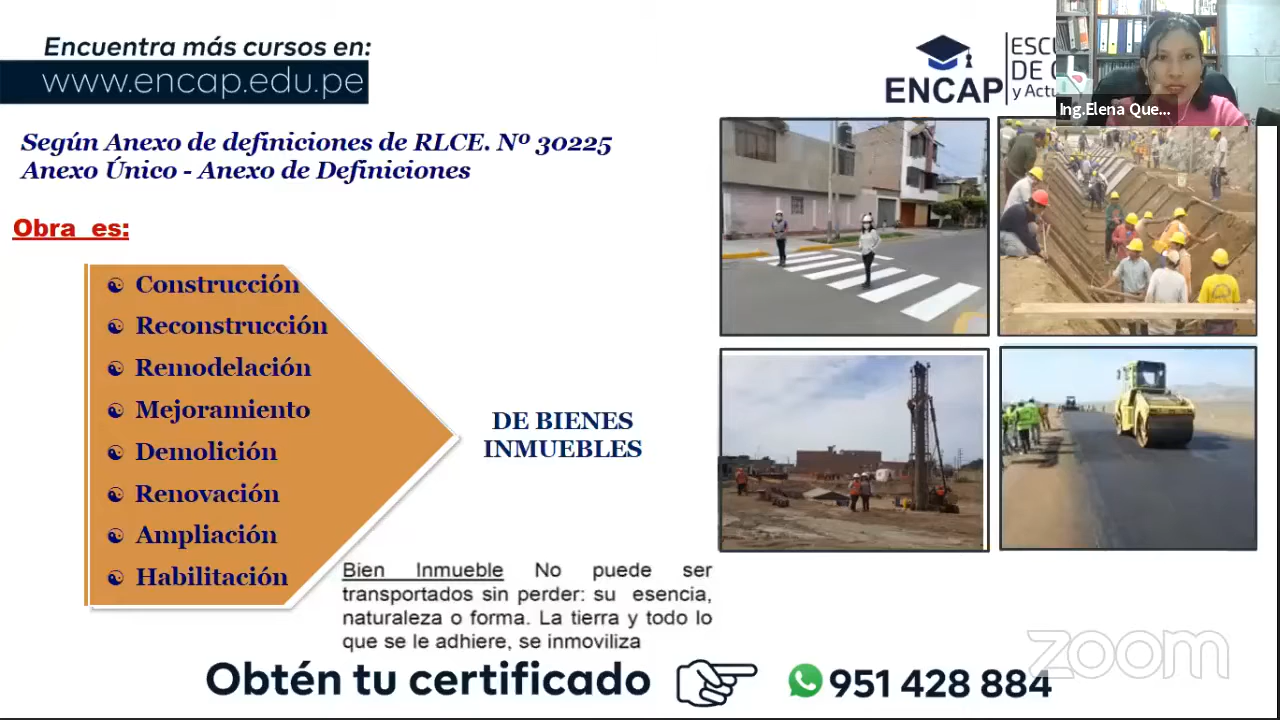 Encuentra más cursos en:
www.encap.edu.pe
ENCAP
ESCU
DE C
y Actu
Ing.Elena Que...
Según Anexo de definiciones de RLCE. Nº 30225
Anexo Único - Anexo de Definiciones
Obra es:
Construcción
Reconstrucción
Remodelación
Mejoramiento
Demolición
Renovación
Ampliación
Habilitación
DE BIENES
INMUEBLES
Bien Inmueble No puede ser
transportados sin perder: su esencia,
naturaleza o forma. La tierra y todo lo
que se le adhiere, se inmoviliza
zoom
Obtén tu certificado
951 428 884